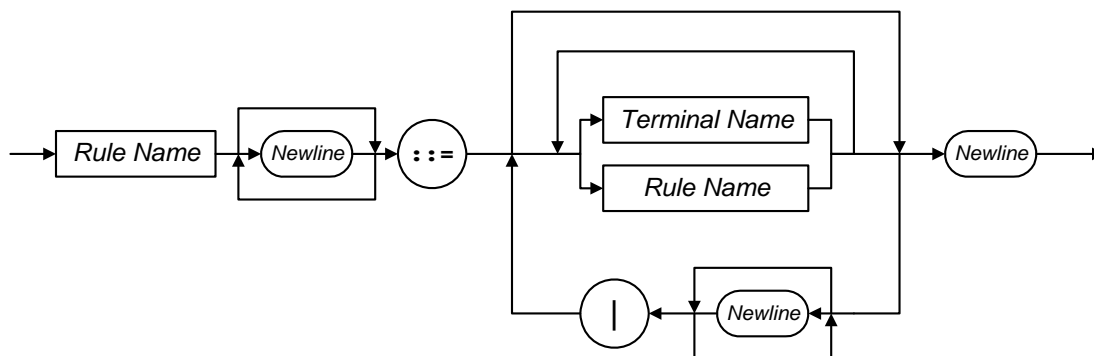 Terminal Name
Rule Name
Newline
::=
Newline
Rule Name
|
Newline